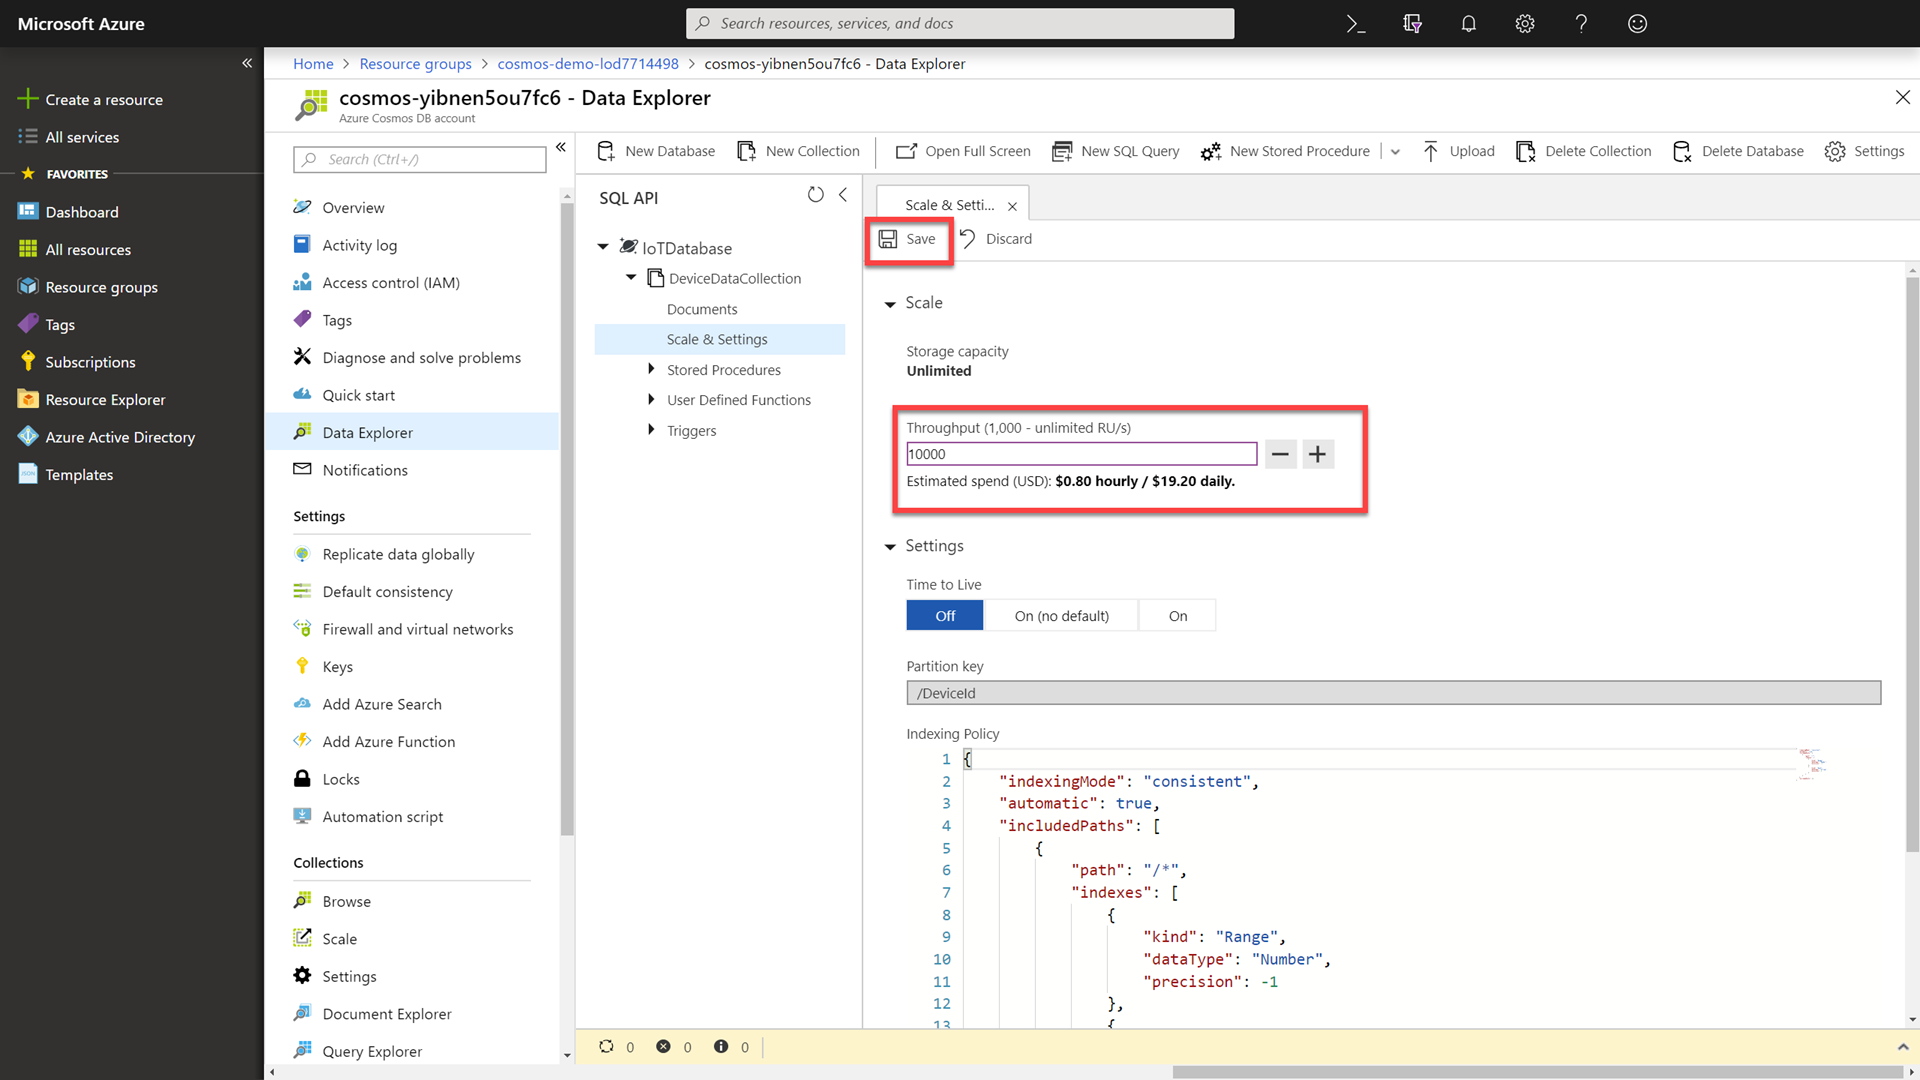 Microsoft Azure
Search resources, services, and docs
Create a resource
All services
FAVORITES
Dashboard
All resources
Resource groups
Tags
Subscriptions
Resource Explorer
Azure Active Directory
Templates
Home > Resource groups > cosmos-demo-lod7714498 > cosmos-yibnen5ou7fc6 - Data Explorer
cosmos-yibnen5ou7fc6 - Data Explorer
Azure Cosmos DB account
Search (Ctrl+/)
Overview
Activity log
Access control (IAM)
Tags
Diagnose and solve problems
Quick start
Data Explorer
Notifications
Settings
Replicate data globally
Default consistency
Firewall and virtual networks
Keys
Add Azure Search
Add Azure Function
Locks
Automation script
Collections
Browse
Scale
Settings
Document Explorer
Query Explorer
New Database New Collection Open Full Screen New SQL Query New Stored Procedure Upload Delete Collection Delete Database Settings
SQL API
IoTDatabase
DeviceDataCollection
Documents
Scale & Settings
Stored Procedures
User Defined Functions
Triggers
Scale & Setti...
Save Discard
Scale
Storage capacity
Unlimited
Throughput (1,000 - unlimited RU/s)
10000
Estimated spend (USD): $0.80 hourly / $19.20 daily.
Settings
Time to Live
Off On (no default) On
Partition key
/DeviceId
Indexing Policy
1 {
2 "indexingMode": "consistent",
3 "automatic": true,
4 "includedPaths": [
5 {
6 "path": "/*",
7 "indexes": [
8 {
9 "kind": "Range",
10 "dataType": "Number",
11 "precision": -1
12 },
13 {
0 0 0